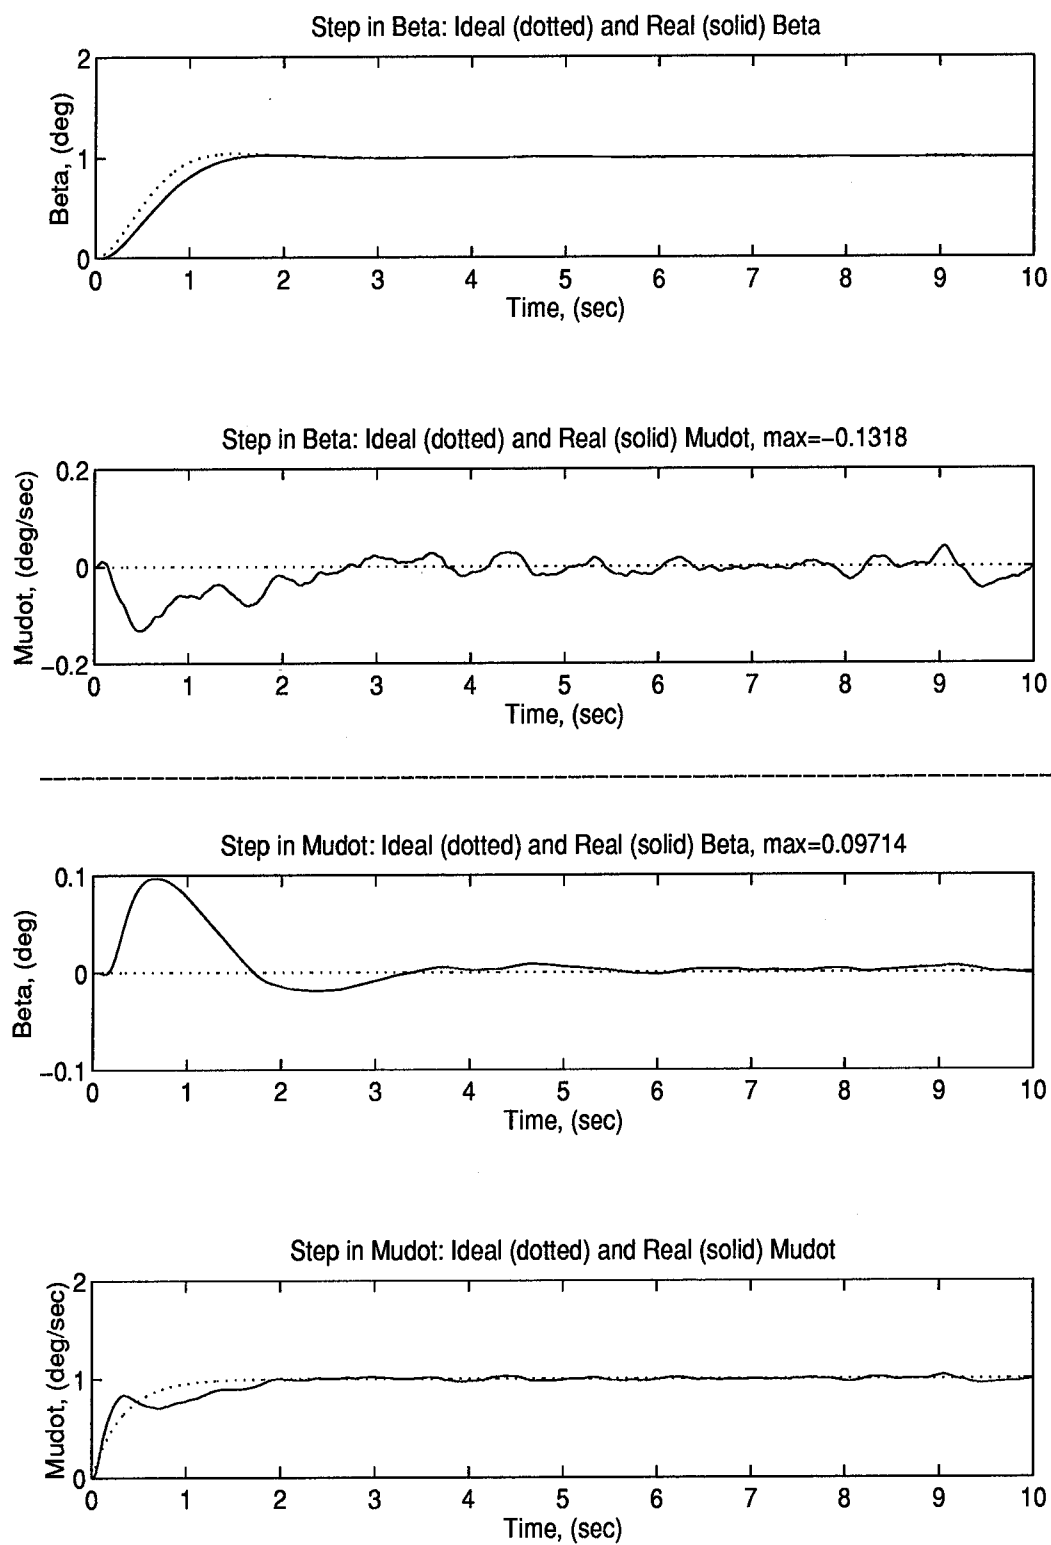 Step in Beta: Ideal (dotted) and Real (solid) Beta
2
1
0
Beta, (deg)
0 1 2 3 4 5 6 7 8 9 10
Time, (sec)
Step in Beta: Ideal (dotted) and Real (solid) Mudot, max=−0.1318
0.2
0
−0.2
Mudot, (deg/sec)
0 1 2 3 4 5 6 7 8 9 10
Time, (sec)
Step in Mudot: Ideal (dotted) and Real (solid) Beta, max=0.09714
0.1
0
−0.1
Beta, (deg)
0 1 2 3 4 5 6 7 8 9 10
Time, (sec)
Step in Mudot: Ideal (dotted) and Real (solid) Mudot
2
1
0
Mudot, (deg/sec)
0 1 2 3 4 5 6 7 8 9 10
Time, (sec)